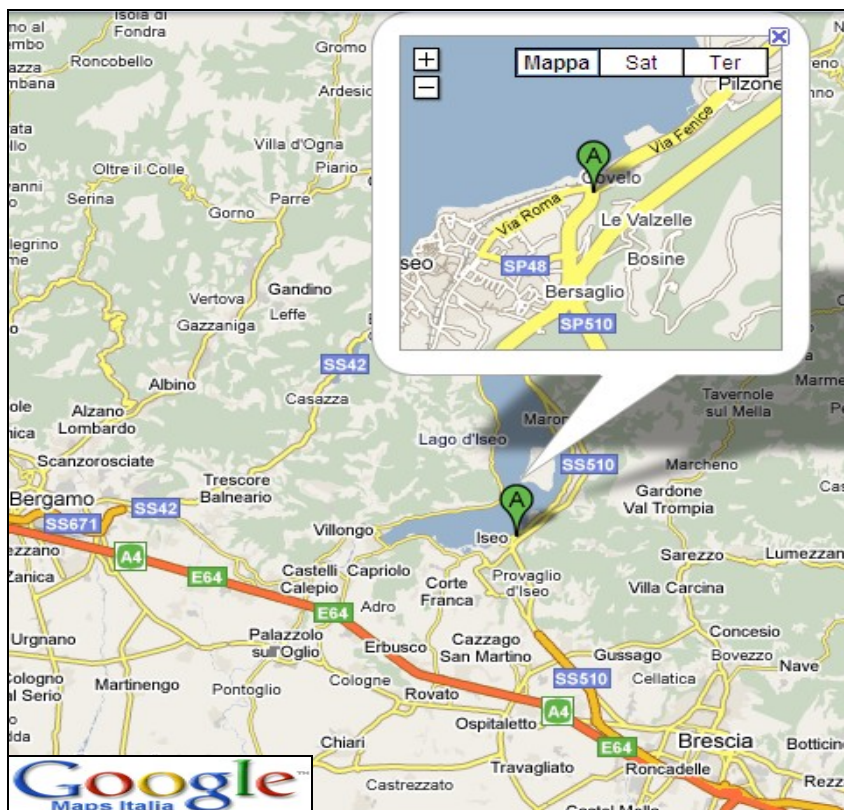 Isola di
Fondra
Roncobello
Gromo
Mappa Sat Ter
Pilzone
Via Fenice
A
Covelo
Via Roma
Le Valzelle
SP48
Bosine
Bersaglio
SP510
Villa d'Ogna
Oltre il Colle
Piario
Serina
Parre
Gorno
Gandino
Vertova
Leffe
Gazzaniga
SS42
Albino
Casazza
Alzano
Lombardo
Tavernole
sul Mella
Lago d'Iseo
Scanzorosciate
SS510
Marcheno
Trescore
Balneario
Bergamo
SS42
A
Gardone
Val Trompia
SS671
Villongo
Iseo
A4
Sarezzo
Zanica
E64
Castelli
Calepio
Capriolo
Provaglio
d'Iseo
Corte
Franca
Villa Carcina
Adro
E64
Urgnano
Palazzolo
sull'Oglio
Erbusco
Cazzago
San Martino
Concesio
Bovezzo
Gussago
Nave
SS510
Cellatica
Martinengo
Cologne
Pontoglio
Rovato
A4
Ospitaletto
Chiari
E64
Brescia
Travagliato
Roncadelle
Castrezzato
Google
Maps Italia